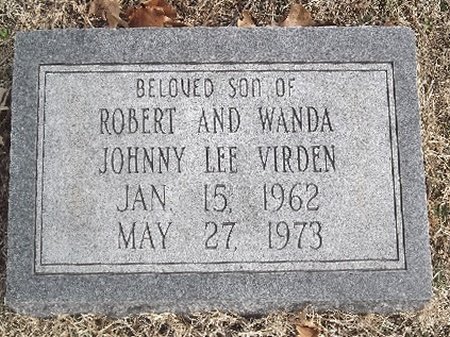 BELOVED SON OF
ROBERT AND WANDA
JOHNNY LEE VIRDEN
JAN. 15, 1962
MAY 27, 1973